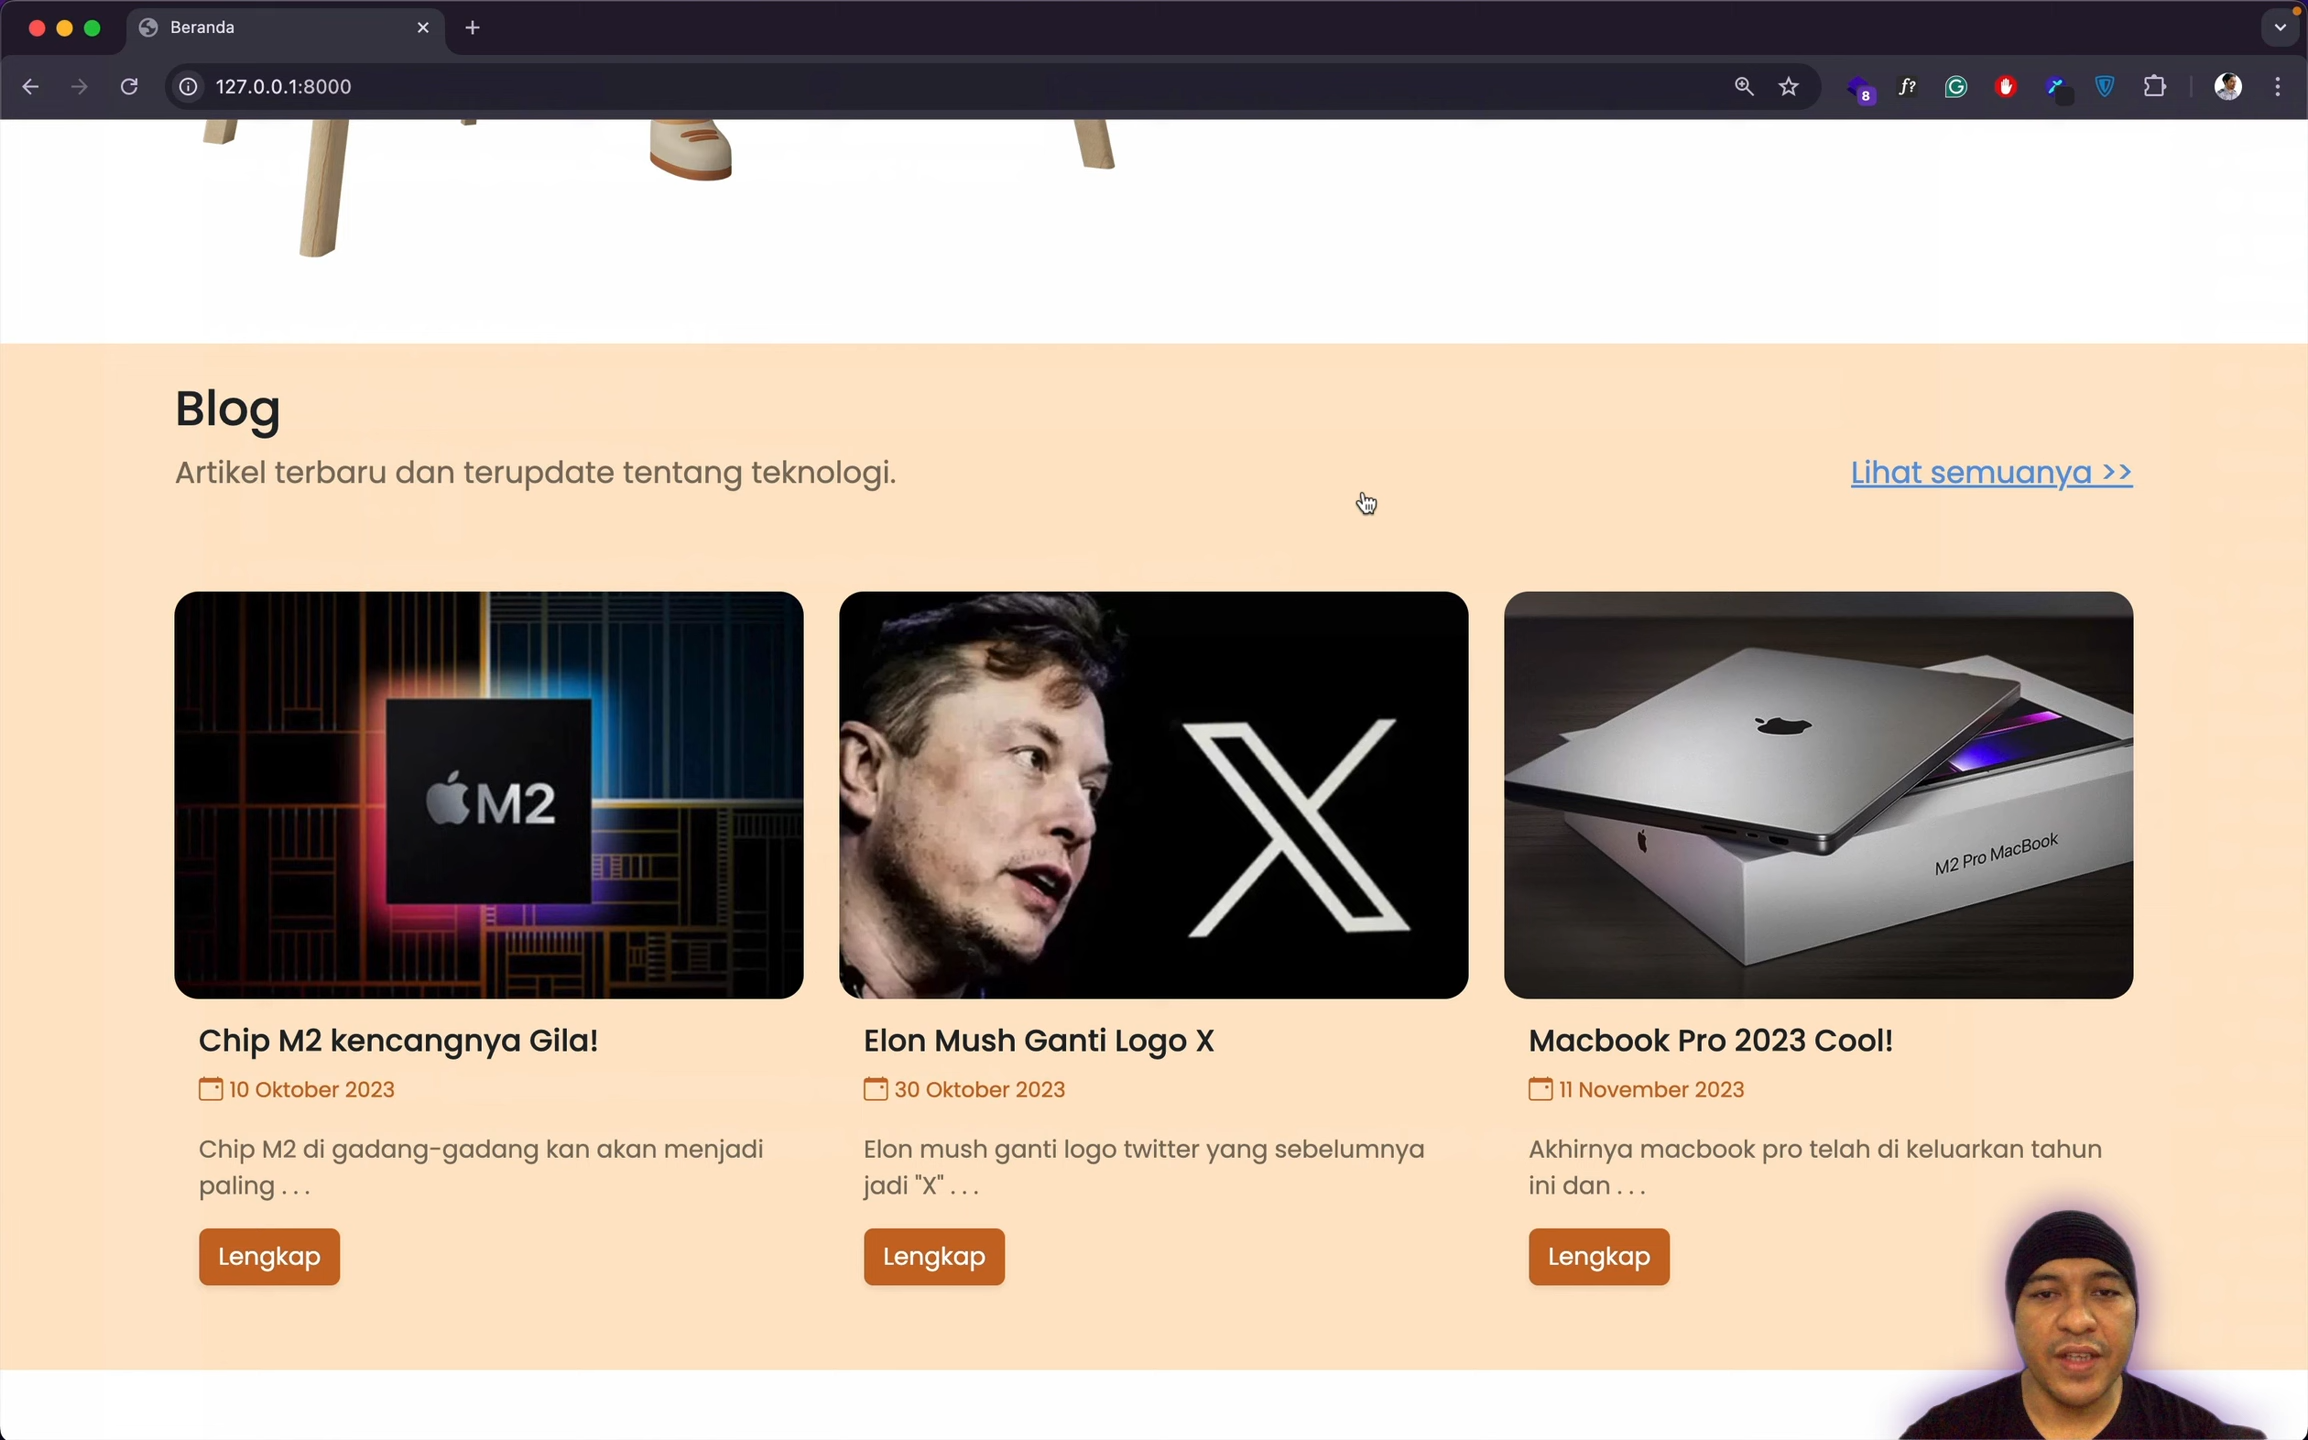 Beranda
127.0.0.1:8000
8
f?
Blog
Artikel terbaru dan terupdate tentang teknologi.
Lihat semuanya >>
M2
X
M2 Pro MacBook
Chip M2 kencangnya Gila!
10 Oktober 2023
Chip M2 di gadang-gadang kan akan menjadi
paling . . .
Lengkap
Elon Mush Ganti Logo X
30 Oktober 2023
Elon mush ganti logo twitter yang sebelumnya
jadi "X" . . .
Lengkap
Macbook Pro 2023 Cool!
11 November 2023
Akhirnya macbook pro telah di keluarkan tahun
ini dan . . .
Lengkap